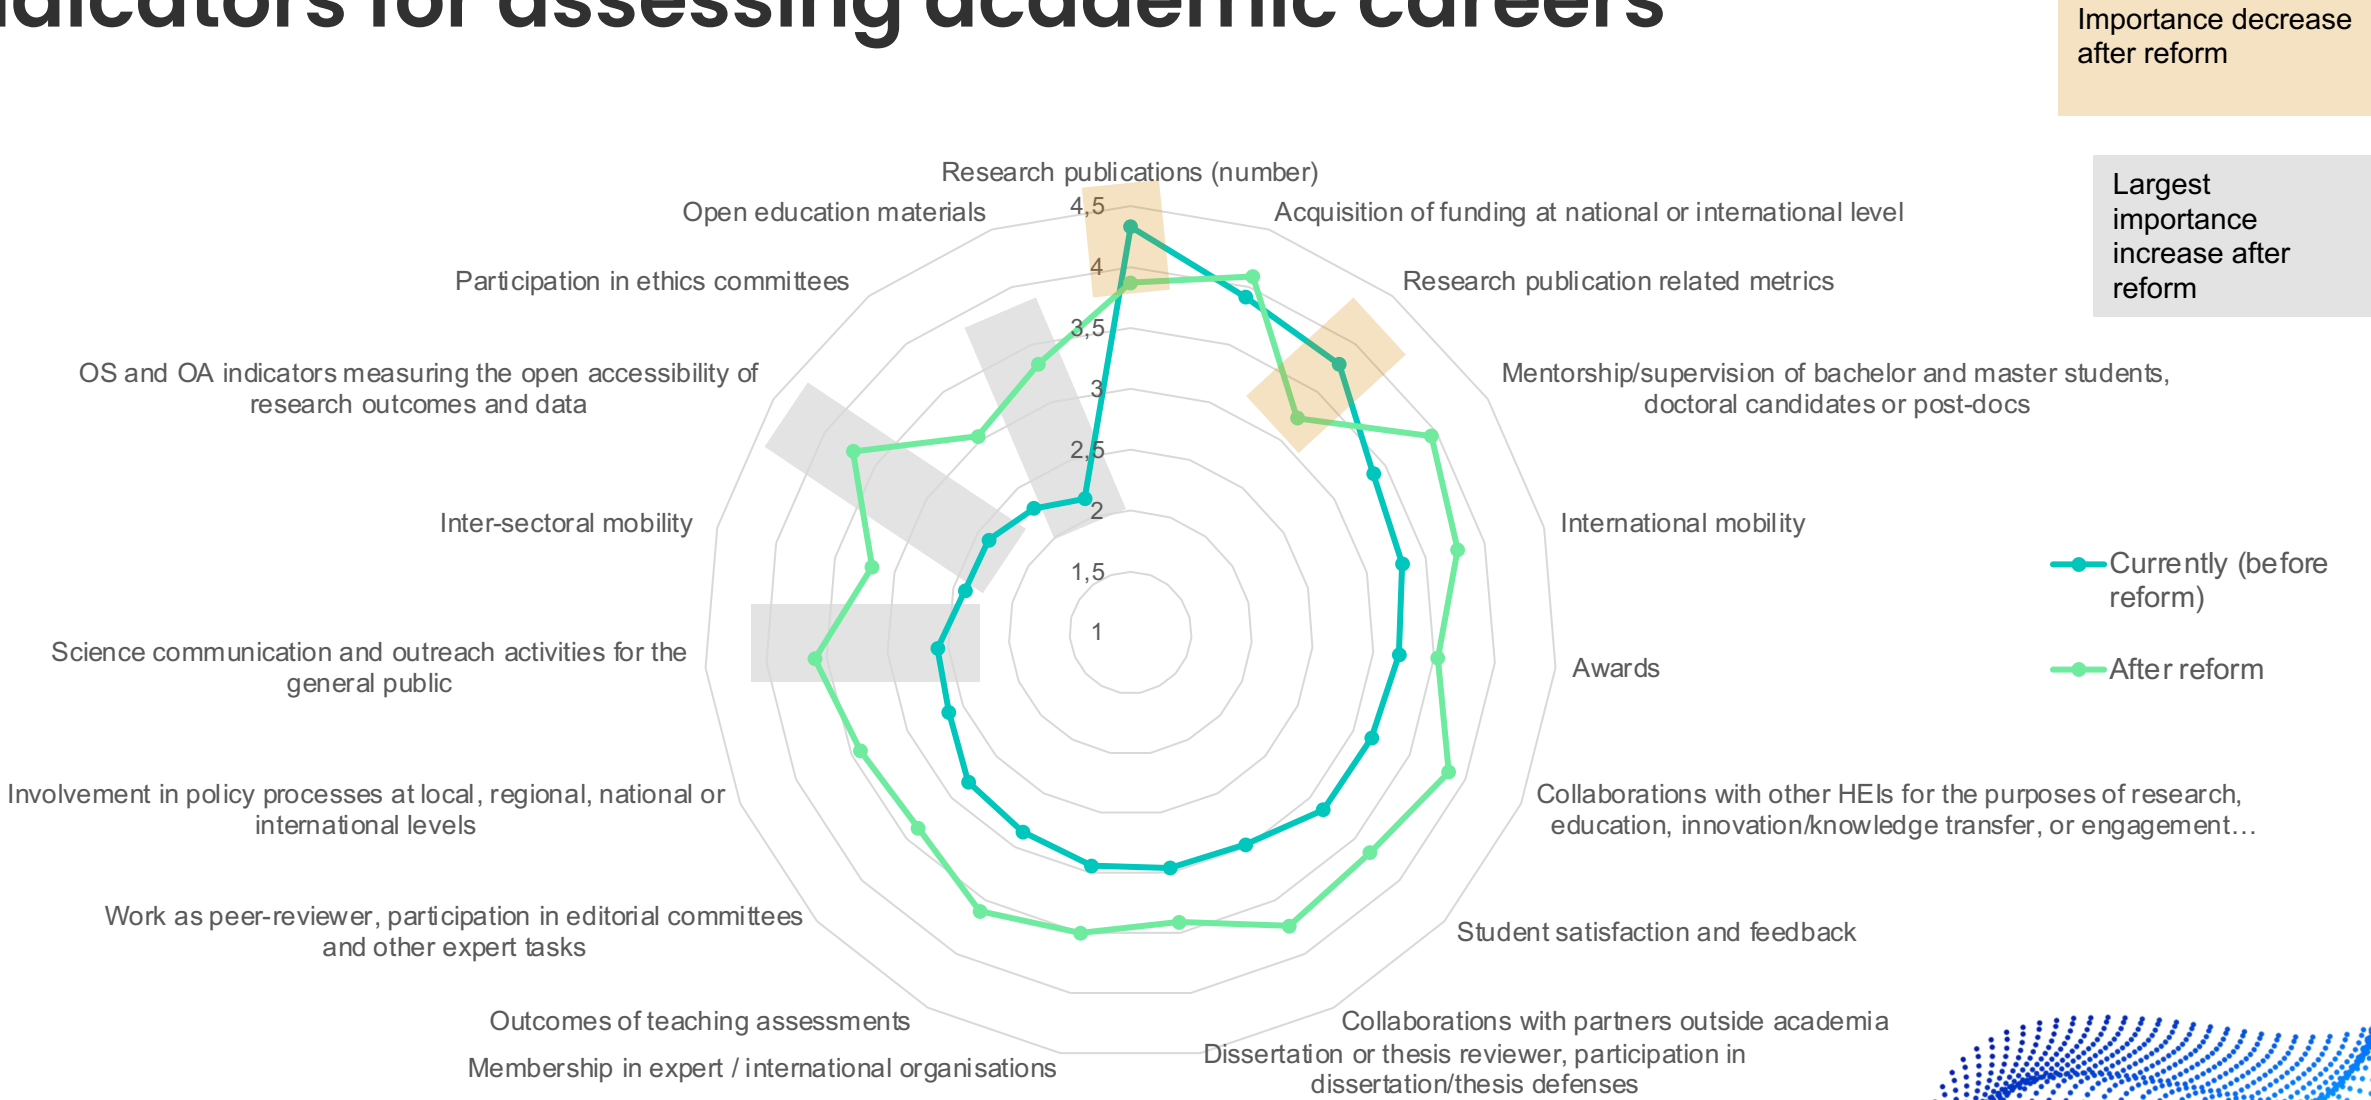 indicators for assessing academic careers
Importance decrease
after reform
Largest
importance
increase after
reform
Research publications (number)
Open education materials
4,5
Acquisition of funding at national or international level
Participation in ethics committees
4
Research publication related metrics
3,5
OS and OA indicators measuring the open accessibility of
research outcomes and data
3
Mentorship/supervision of bachelor and master students,
doctoral candidates or post-docs
2,5
Inter-sectoral mobility
2
International mobility
1,5
Currently (before
reform)
1
Science communication and outreach activities for the
general public
Awards
After reform
Involvement in policy processes at local, regional, national or
international levels
Collaborations with other HEIs for the purposes of research,
education, innovation/knowledge transfer, or engagement…
Work as peer-reviewer, participation in editorial committees
and other expert tasks
Student satisfaction and feedback
Outcomes of teaching assessments
Collaborations with partners outside academia
Membership in expert / international organisations
Dissertation or thesis reviewer, participation in
dissertation/thesis defenses